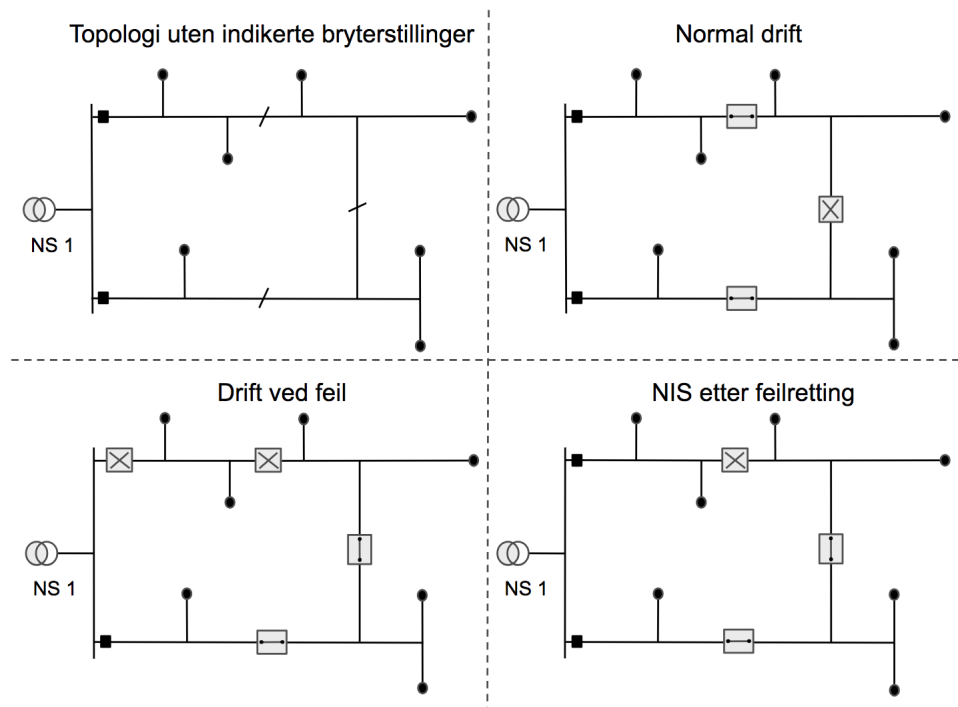 Topologi uten indikerte bryterstillinger
Normal drift
NS 1
NS 1
Drift ved feil
NIS etter feilretting
NS 1
NS 1